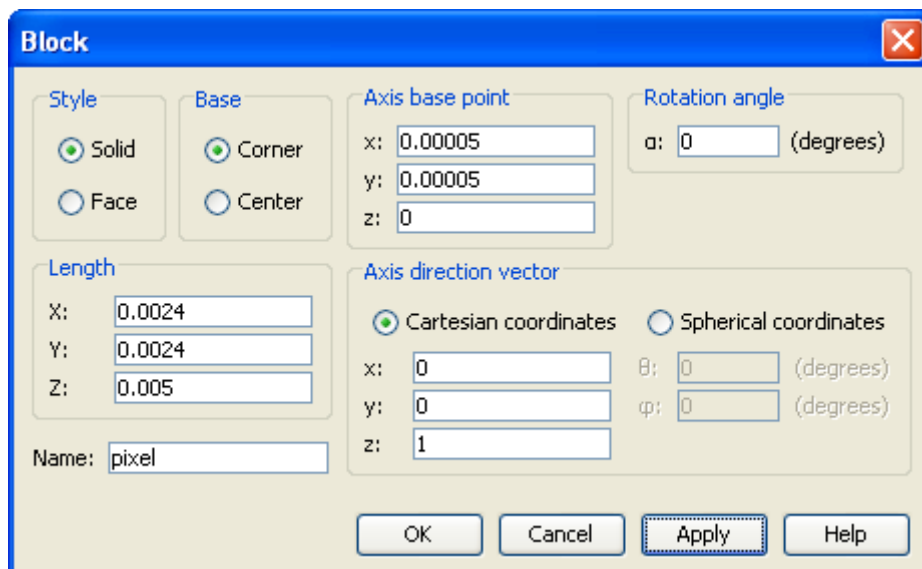 Block
Style
Solid
Face
Base
Corner
Center
Axis base point
x: 0.00005
y: 0.00005
z: 0
Rotation angle
α: 0 (degrees)
Length
X: 0.0024
Y: 0.0024
Z: 0.005
Axis direction vector
Cartesian coordinates Spherical coordinates
x: 0
y: 0
z: 1
θ: 0 (degrees)
φ: 0 (degrees)
Name: pixel
OK Cancel Apply Help